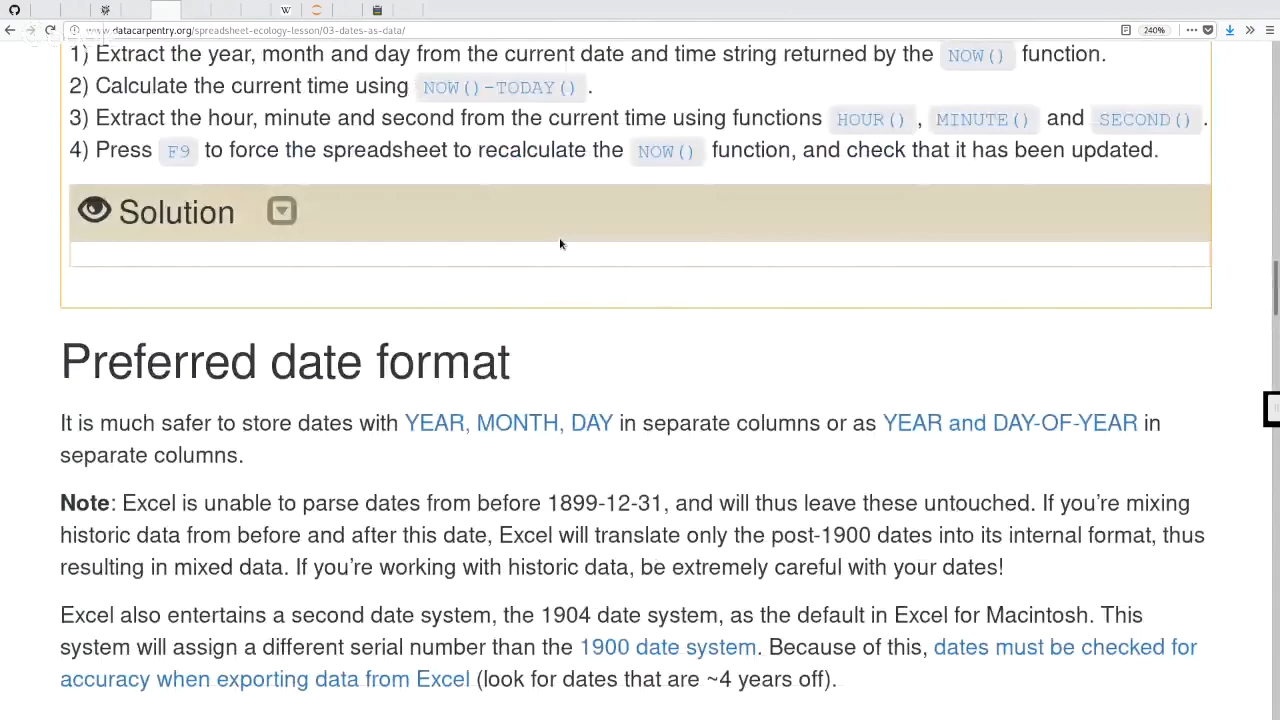 W
www.datacarpentry.org/spreadsheet-ecology-lesson/03-dates-as-data/
240%
1) Extract the year, month and day from the current date and time string returned by the NOW() function.
2) Calculate the current time using NOW()-TODAY() .
3) Extract the hour, minute and second from the current time using functions HOUR() , MINUTE() and SECOND() .
4) Press F9 to force the spreadsheet to recalculate the NOW() function, and check that it has been updated.
Solution
Preferred date format
It is much safer to store dates with YEAR, MONTH, DAY in separate columns or as YEAR and DAY-OF-YEAR in
separate columns.
Note: Excel is unable to parse dates from before 1899-12-31, and will thus leave these untouched. If you’re mixing
historic data from before and after this date, Excel will translate only the post-1900 dates into its internal format, thus
resulting in mixed data. If you’re working with historic data, be extremely careful with your dates!
Excel also entertains a second date system, the 1904 date system, as the default in Excel for Macintosh. This
system will assign a different serial number than the 1900 date system. Because of this, dates must be checked for
accuracy when exporting data from Excel (look for dates that are ~4 years off).